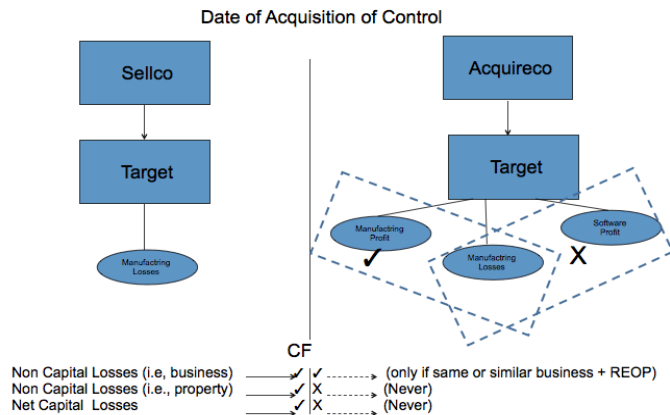 Date of Acquisition of Control
Sellco
Acquireco
Target
Target
Manufactring
Profit
Software
Profit
✓
X
Manufactring
Losses
Manufactring
Losses
CF
Non Capital Losses (i.e, business) ✓ ✓ (only if same or similar business + REOP)
Non Capital Losses (i.e., property) ✓ X (Never)
Net Capital Losses ✓ X (Never)